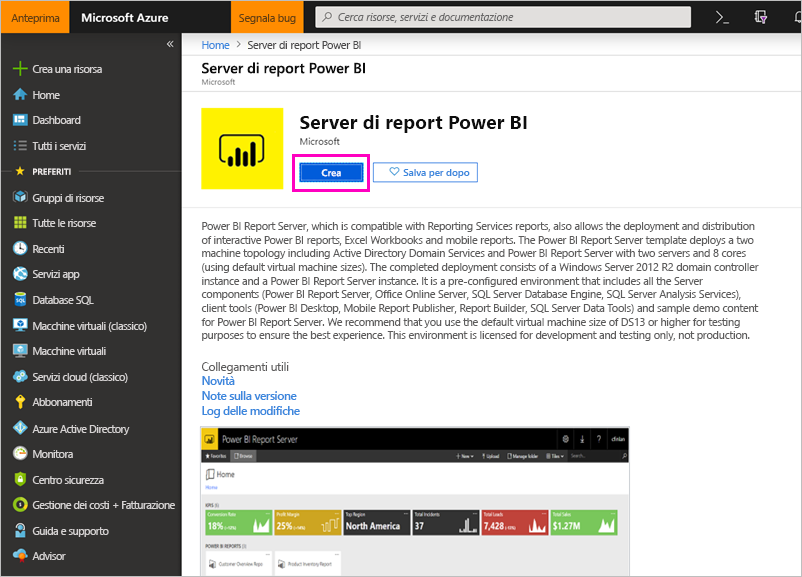 Anteprima
Microsoft Azure
Segnala bug
Cerca risorse, servizi e documentazione
Crea una risorsa
Home
Dashboard
Tutti i servizi
PREFERITI
Gruppi di risorse
Tutte le risorse
Recenti
Servizi app
Database SQL
Macchine virtuali (classico)
Macchine virtuali
Servizi cloud (classico)
Abbonamenti
Azure Active Directory
Monitora
Centro sicurezza
Gestione dei costi + Fatturazione
Guida e supporto
Advisor
Home > Server di report Power BI
Server di report Power BI
Microsoft
Server di report Power BI
Microsoft
Crea
Salva per dopo
Power BI Report Server, which is compatible with Reporting Services reports, also allows the deployment and distribution
of interactive Power BI reports, Excel Workbooks and mobile reports. The Power BI Report Server template deploys a two
machine topology including Active Directory Domain Services and Power BI Report Server with two servers and 8 cores
(using default virtual machine sizes). The completed deployment consists of a Windows Server 2012 R2 domain controller
instance and a Power BI Report Server instance. It is a pre-configured environment that includes all the Server
components (Power BI Report Server, Office Online Server, SQL Server Database Engine, SQL Server Analysis Services),
client tools (Power BI Desktop, Mobile Report Publisher, Report Builder, SQL Server Data Tools) and sample demo content
for Power BI Report Server. We recommend that you use the default virtual machine size of DS13 or higher for testing
purposes to ensure the best experience. This environment is licensed for development and testing only, not production.
Collegamenti utili
Novità
Note sulla versione
Log delle modifiche
Power BI Report Server
? cfinlan
Favorites Browse + New Upload Manage folder Tiles Search...
Home
Home
KPIS (6)
Conversion Rate
18% (+10%)
Profit Margin
25% (+10%)
Top Region
North America
Total Incidents
37
Total Leads
7,428 (+10%)
Total Sales
$1.27M
POWER BI REPORTS (5)
Customer Overview Repo
Product Inventory Report